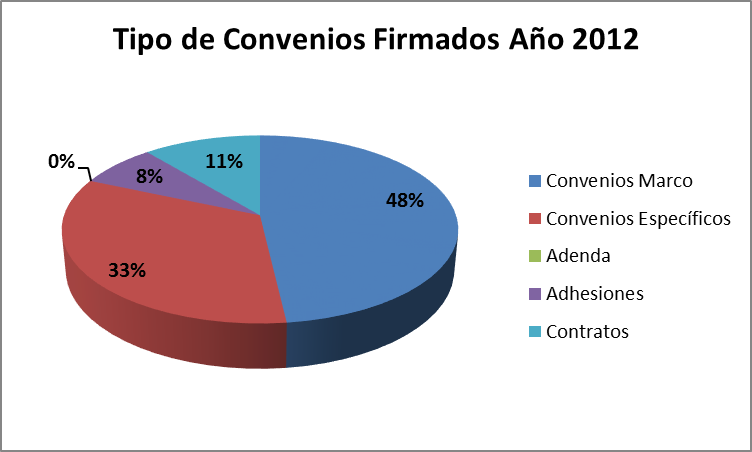 Tipo de Convenios Firmados Año 2012
0%
8%
11%
48%
33%
Convenios Marco
Convenios Específicos
Adenda
Adhesiones
Contratos